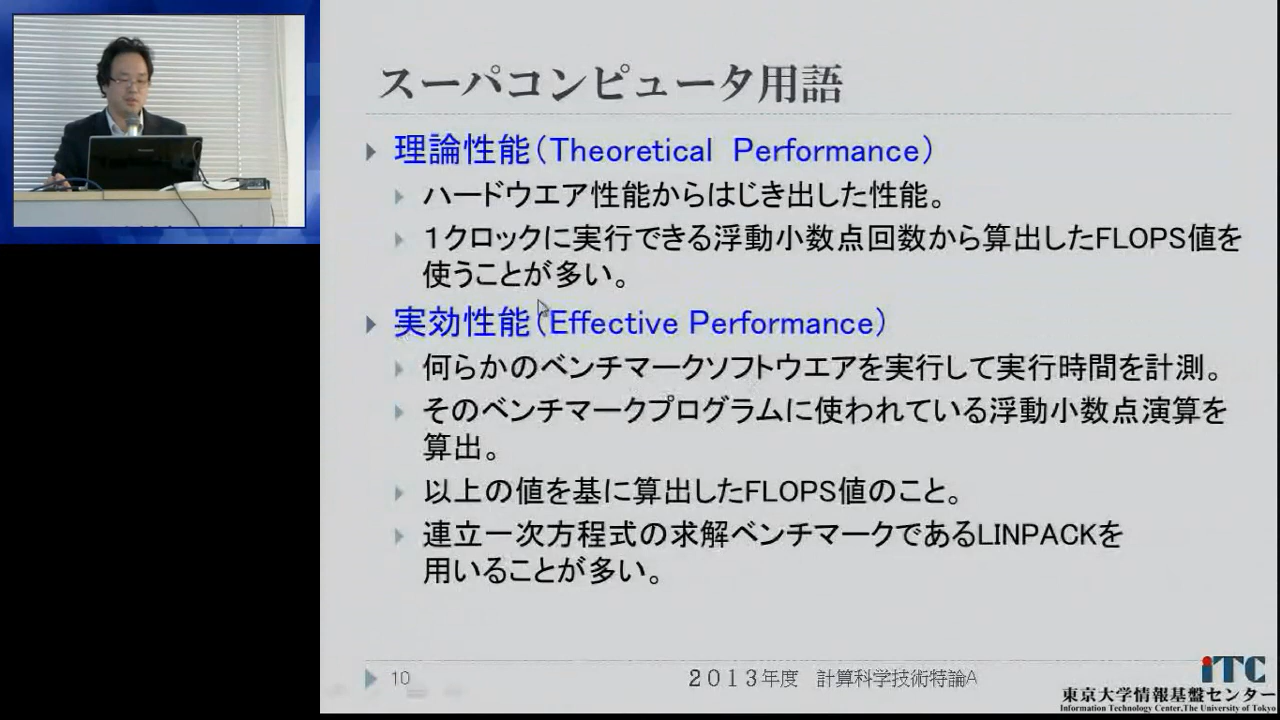 スーパコンピュータ用語
理論性能(Theoretical Performance)
ハードウエア性能からはじき出した性能。
1クロックに実行できる浮動小数点回数から算出したFLOPS値を
使うことが多い。
実効性能(Effective Performance)
何らかのベンチマークソフトウエアを実行して実行時間を計測。
そのベンチマークプログラムに使われている浮動小数点演算を
算出。
以上の値を基に算出したFLOPS値のこと。
連立一次方程式の求解ベンチマークであるLINPACKを
用いることが多い。
10
2013年度 計算科学技術特論A
iTC
東京大学情報基盤センター
Information Technology Center,The University of Tokyo